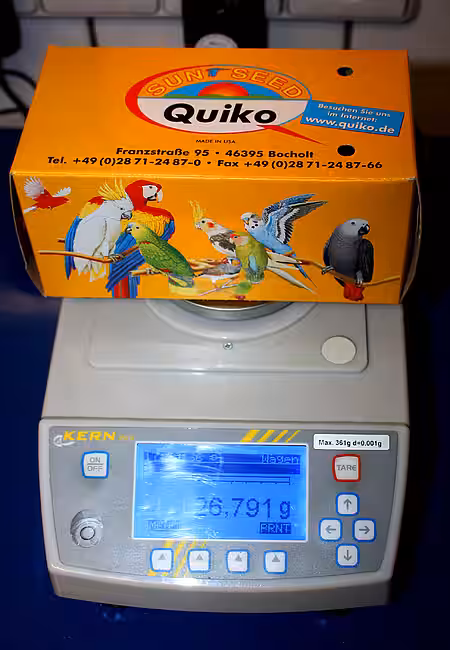 SUN SEED
Quiko
MADE IN USA
Besuchen Sie uns
im Internet:
www.quiko.de
Franzstraße 95 • 46395 Bocholt
Tel. +49 (0)28 71-24 87-0 • Fax +49 (0)28 71-24 87-66
KERN
Max. 361g d=0.001g
ON
OFF
Wägen
26,791 g
PRNT
TARE